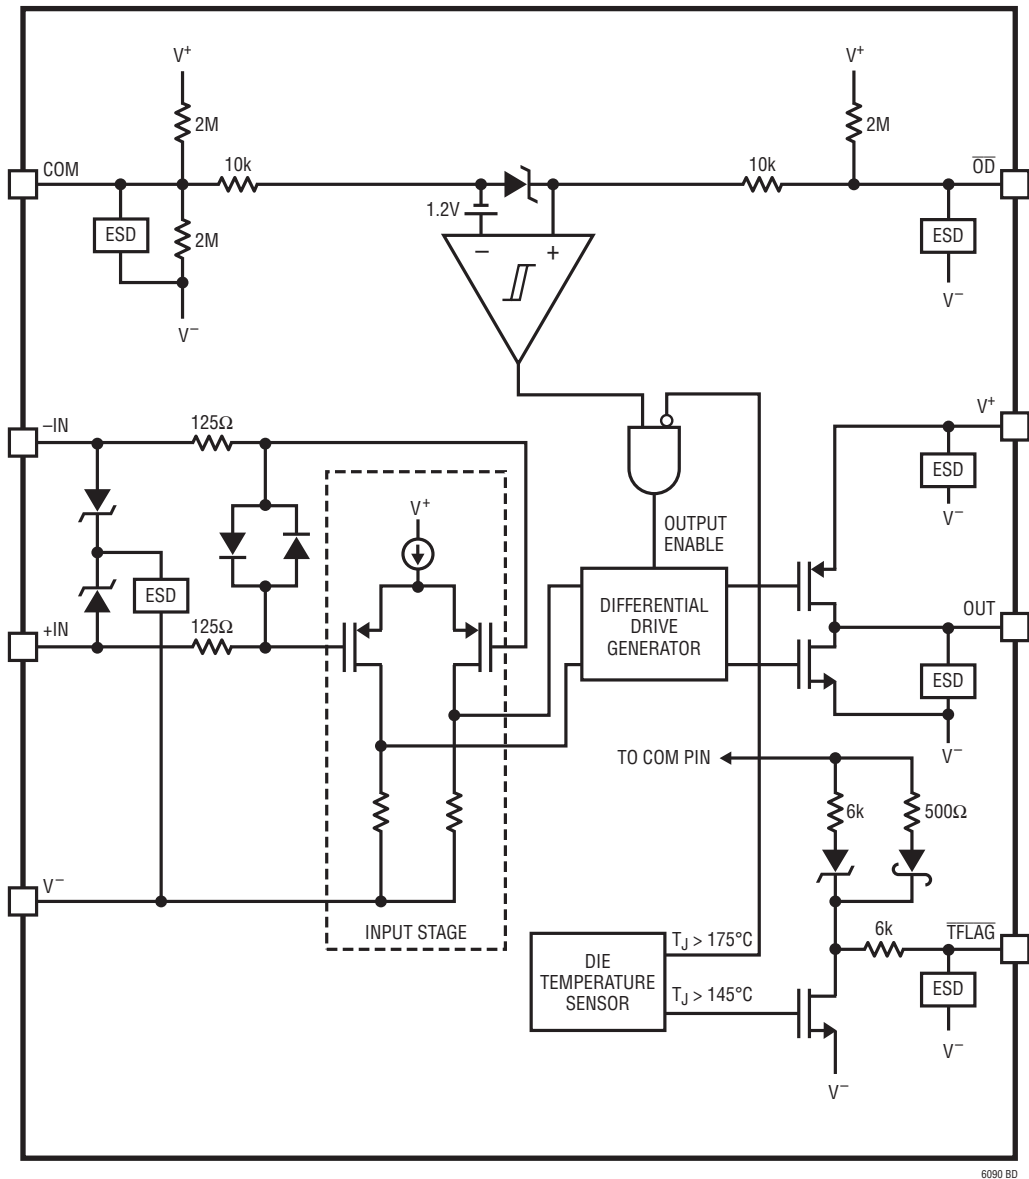 V+
V+
2M
2M
COM
10k
10k
OD
1.2V
ESD
2M
ESD
−
+
V−
V−
–IN
125Ω
V+
ESD
V+
V−
OUTPUT
ENABLE
ESD
+IN
125Ω
DIFFERENTIAL
DRIVE
GENERATOR
OUT
ESD
V−
TO COM PIN
6k
500Ω
V−
INPUT STAGE
6k
TFLAG
DIE
TEMPERATURE
SENSOR
TJ > 175°C
TJ > 145°C
ESD
V−
V−
6090 BD